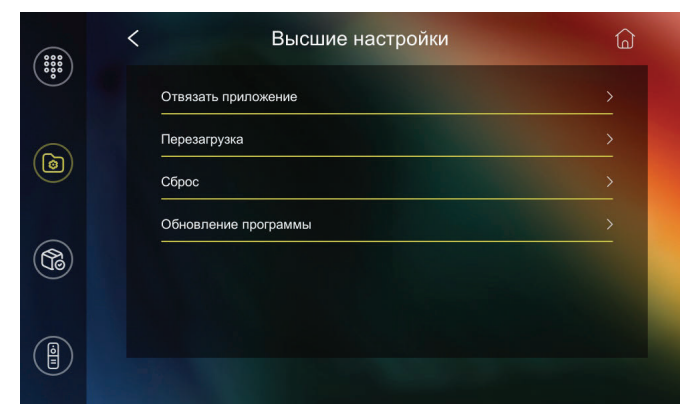 Высшие настройки
Отвязать приложение
Перезагрузка
Сброс
Обновление программы